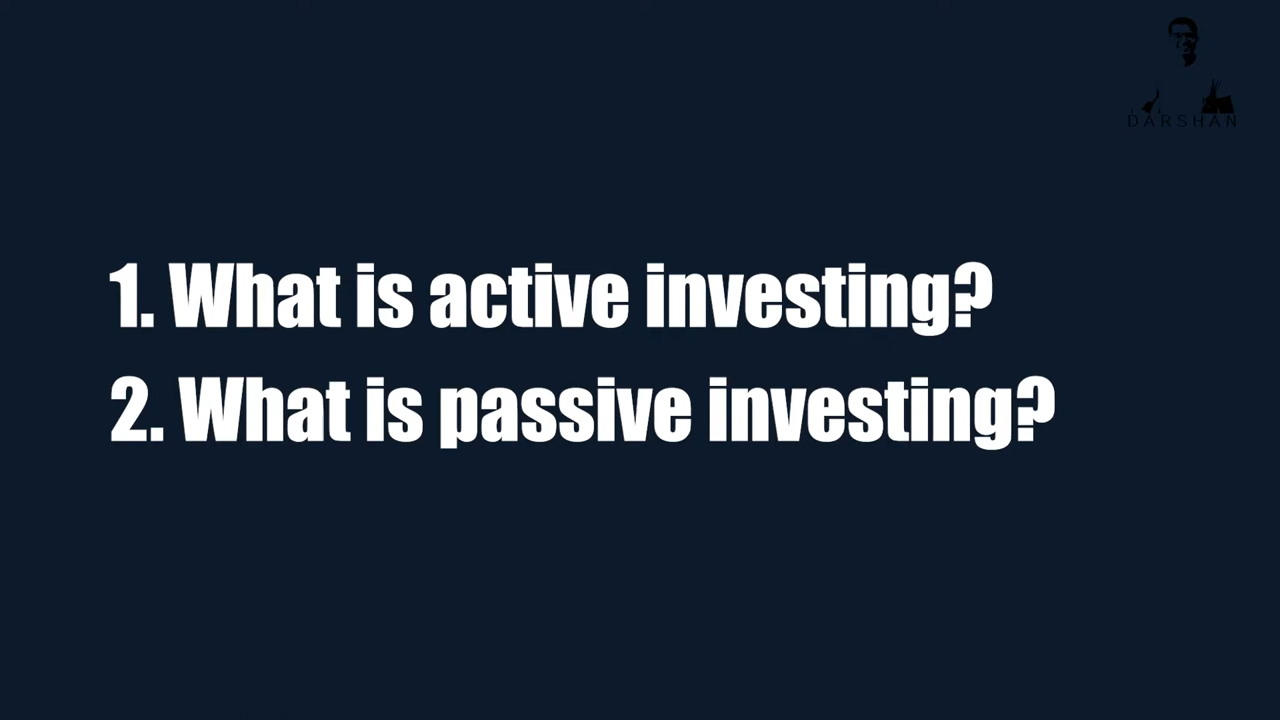 DARSHAN
1. What is active investing?
2. What is passive investing?